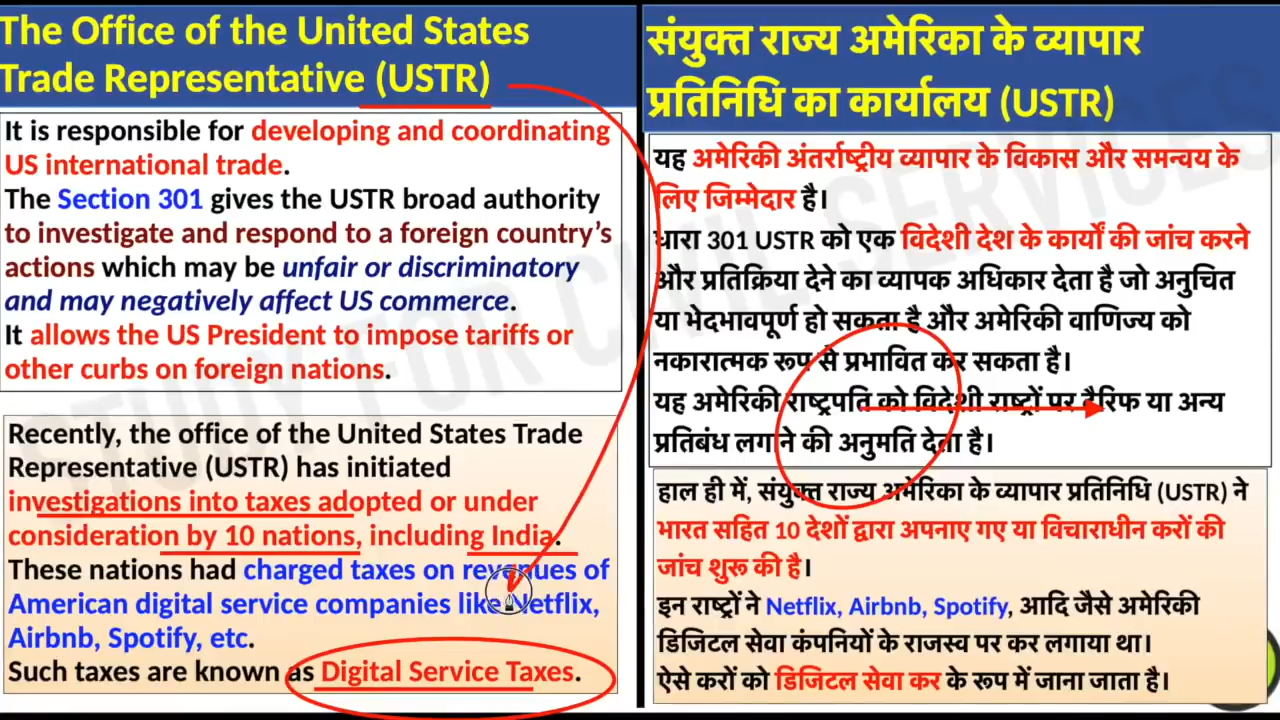 The Office of the United States
Trade Representative (USTR)
It is responsible for developing and coordinating
US international trade.
The Section 301 gives the USTR broad authority
to investigate and respond to a foreign country's
actions which may be unfair or discriminatory
and may negatively affect US commerce.
It allows the US President to impose tariffs or
other curbs on foreign nations.
Recently, the office of the United States Trade
Representative (USTR) has initiated
investigations into taxes adopted or under
consideration by 10 nations, including India.
These nations had charged taxes on revenues of
American digital service companies like Netflix,
Airbnb, Spotify, etc.
Such taxes are known as Digital Service Taxes.
संयुक्त राज्य अमेरिका के व्यापार
प्रतिनिधि का कार्यालय (USTR)
यह अमेरिकी अंतर्राष्ट्रीय व्यापार के विकास और समन्वय के
लिए जिम्मेदार है।
धारा 301 USTR को एक विदेशी देश के कार्यों की जांच करने
और प्रतिक्रिया देने का व्यापक अधिकार देता है जो अनुचित
या भेदभावपूर्ण हो सकता है और अमेरिकी वाणिज्य को
नकारात्मक रूप से प्रभावित कर सकता है।
यह अमेरिकी राष्ट्रपति को विदेशी राष्ट्रों पर टैरिफ या अन्य
प्रतिबंध लगाने की अनुमति देता है।
हाल ही में, संयुक्त राज्य अमेरिका के व्यापार प्रतिनिधि (USTR) ने
भारत सहित 10 देशों द्वारा अपनाए गए या विचाराधीन करों की
जांच शुरू की है।
इन राष्ट्रों ने Netflix, Airbnb, Spotify, आदि जैसे अमेरिकी
डिजिटल सेवा कंपनियों के राजस्व पर कर लगाया था।
ऐसे करों को डिजिटल सेवा कर के रूप में जाना जाता है।
STUDY FOR CIVIL SERVICES